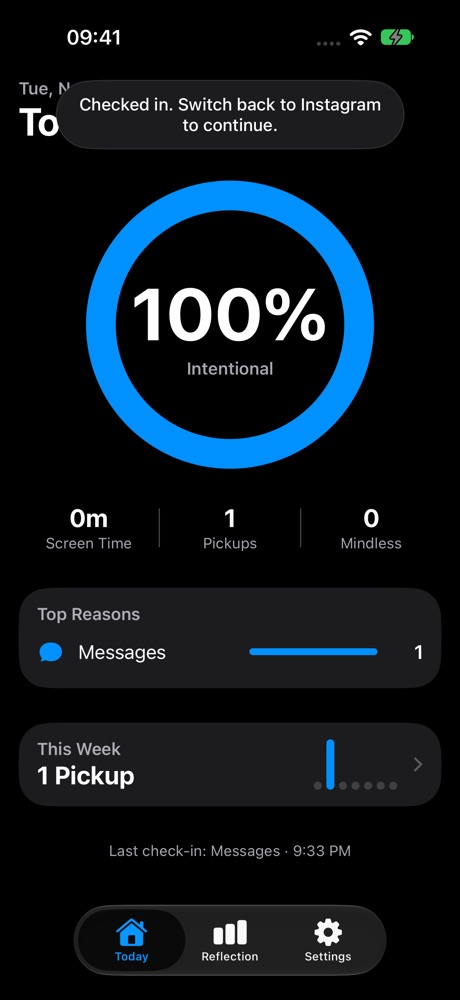 09:41
Tue, N
To
Checked in. Switch back to Instagram
to continue.
100%
Intentional
0m
Screen Time
1
Pickups
0
Mindless
Top Reasons
Messages
1
This Week
1 Pickup
Last check-in: Messages · 9:33 PM
Today
Reflection
Settings